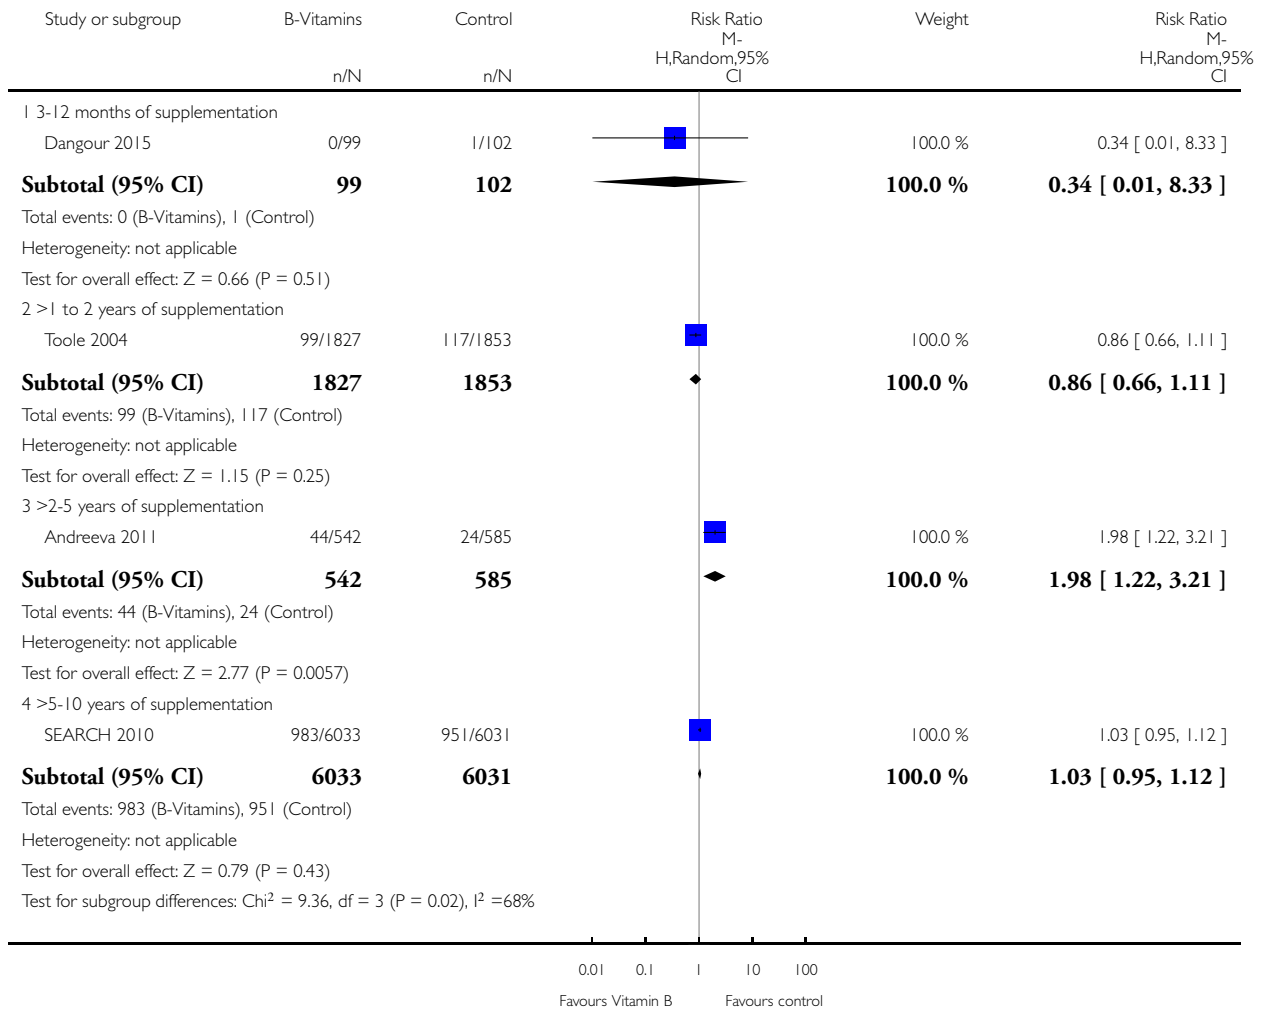 Study or subgroup B-Vitamins Control Risk Ratio Weight Risk Ratio
M- M-
H,Random,95% H,Random,95%
n/N n/N CI CI
1 3-12 months of supplementation
Dangour 2015 0/99 1/102 100.0 % 0.34 [ 0.01, 8.33 ]
Subtotal (95% CI) 99 102 100.0 % 0.34 [ 0.01, 8.33 ]
Total events: 0 (B-Vitamins), 1 (Control)
Heterogeneity: not applicable
Test for overall effect: Z = 0.66 (P = 0.51)
2 >1 to 2 years of supplementation
Toole 2004 99/1827 117/1853 100.0 % 0.86 [ 0.66, 1.11 ]
Subtotal (95% CI) 1827 1853 100.0 % 0.86 [ 0.66, 1.11 ]
Total events: 99 (B-Vitamins), 117 (Control)
Heterogeneity: not applicable
Test for overall effect: Z = 1.15 (P = 0.25)
3 >2-5 years of supplementation
Andreeva 2011 44/542 24/585 100.0 % 1.98 [ 1.22, 3.21 ]
Subtotal (95% CI) 542 585 100.0 % 1.98 [ 1.22, 3.21 ]
Total events: 44 (B-Vitamins), 24 (Control)
Heterogeneity: not applicable
Test for overall effect: Z = 2.77 (P = 0.0057)
4 >5-10 years of supplementation
SEARCH 2010 983/6033 951/6031 100.0 % 1.03 [ 0.95, 1.12 ]
Subtotal (95% CI) 6033 6031 100.0 % 1.03 [ 0.95, 1.12 ]
Total events: 983 (B-Vitamins), 951 (Control)
Heterogeneity: not applicable
Test for overall effect: Z = 0.79 (P = 0.43)
Test for subgroup differences: Chi² = 9.36, df = 3 (P = 0.02), I² =68%
0.01 0.1 1 10 100
Favours Vitamin B Favours control